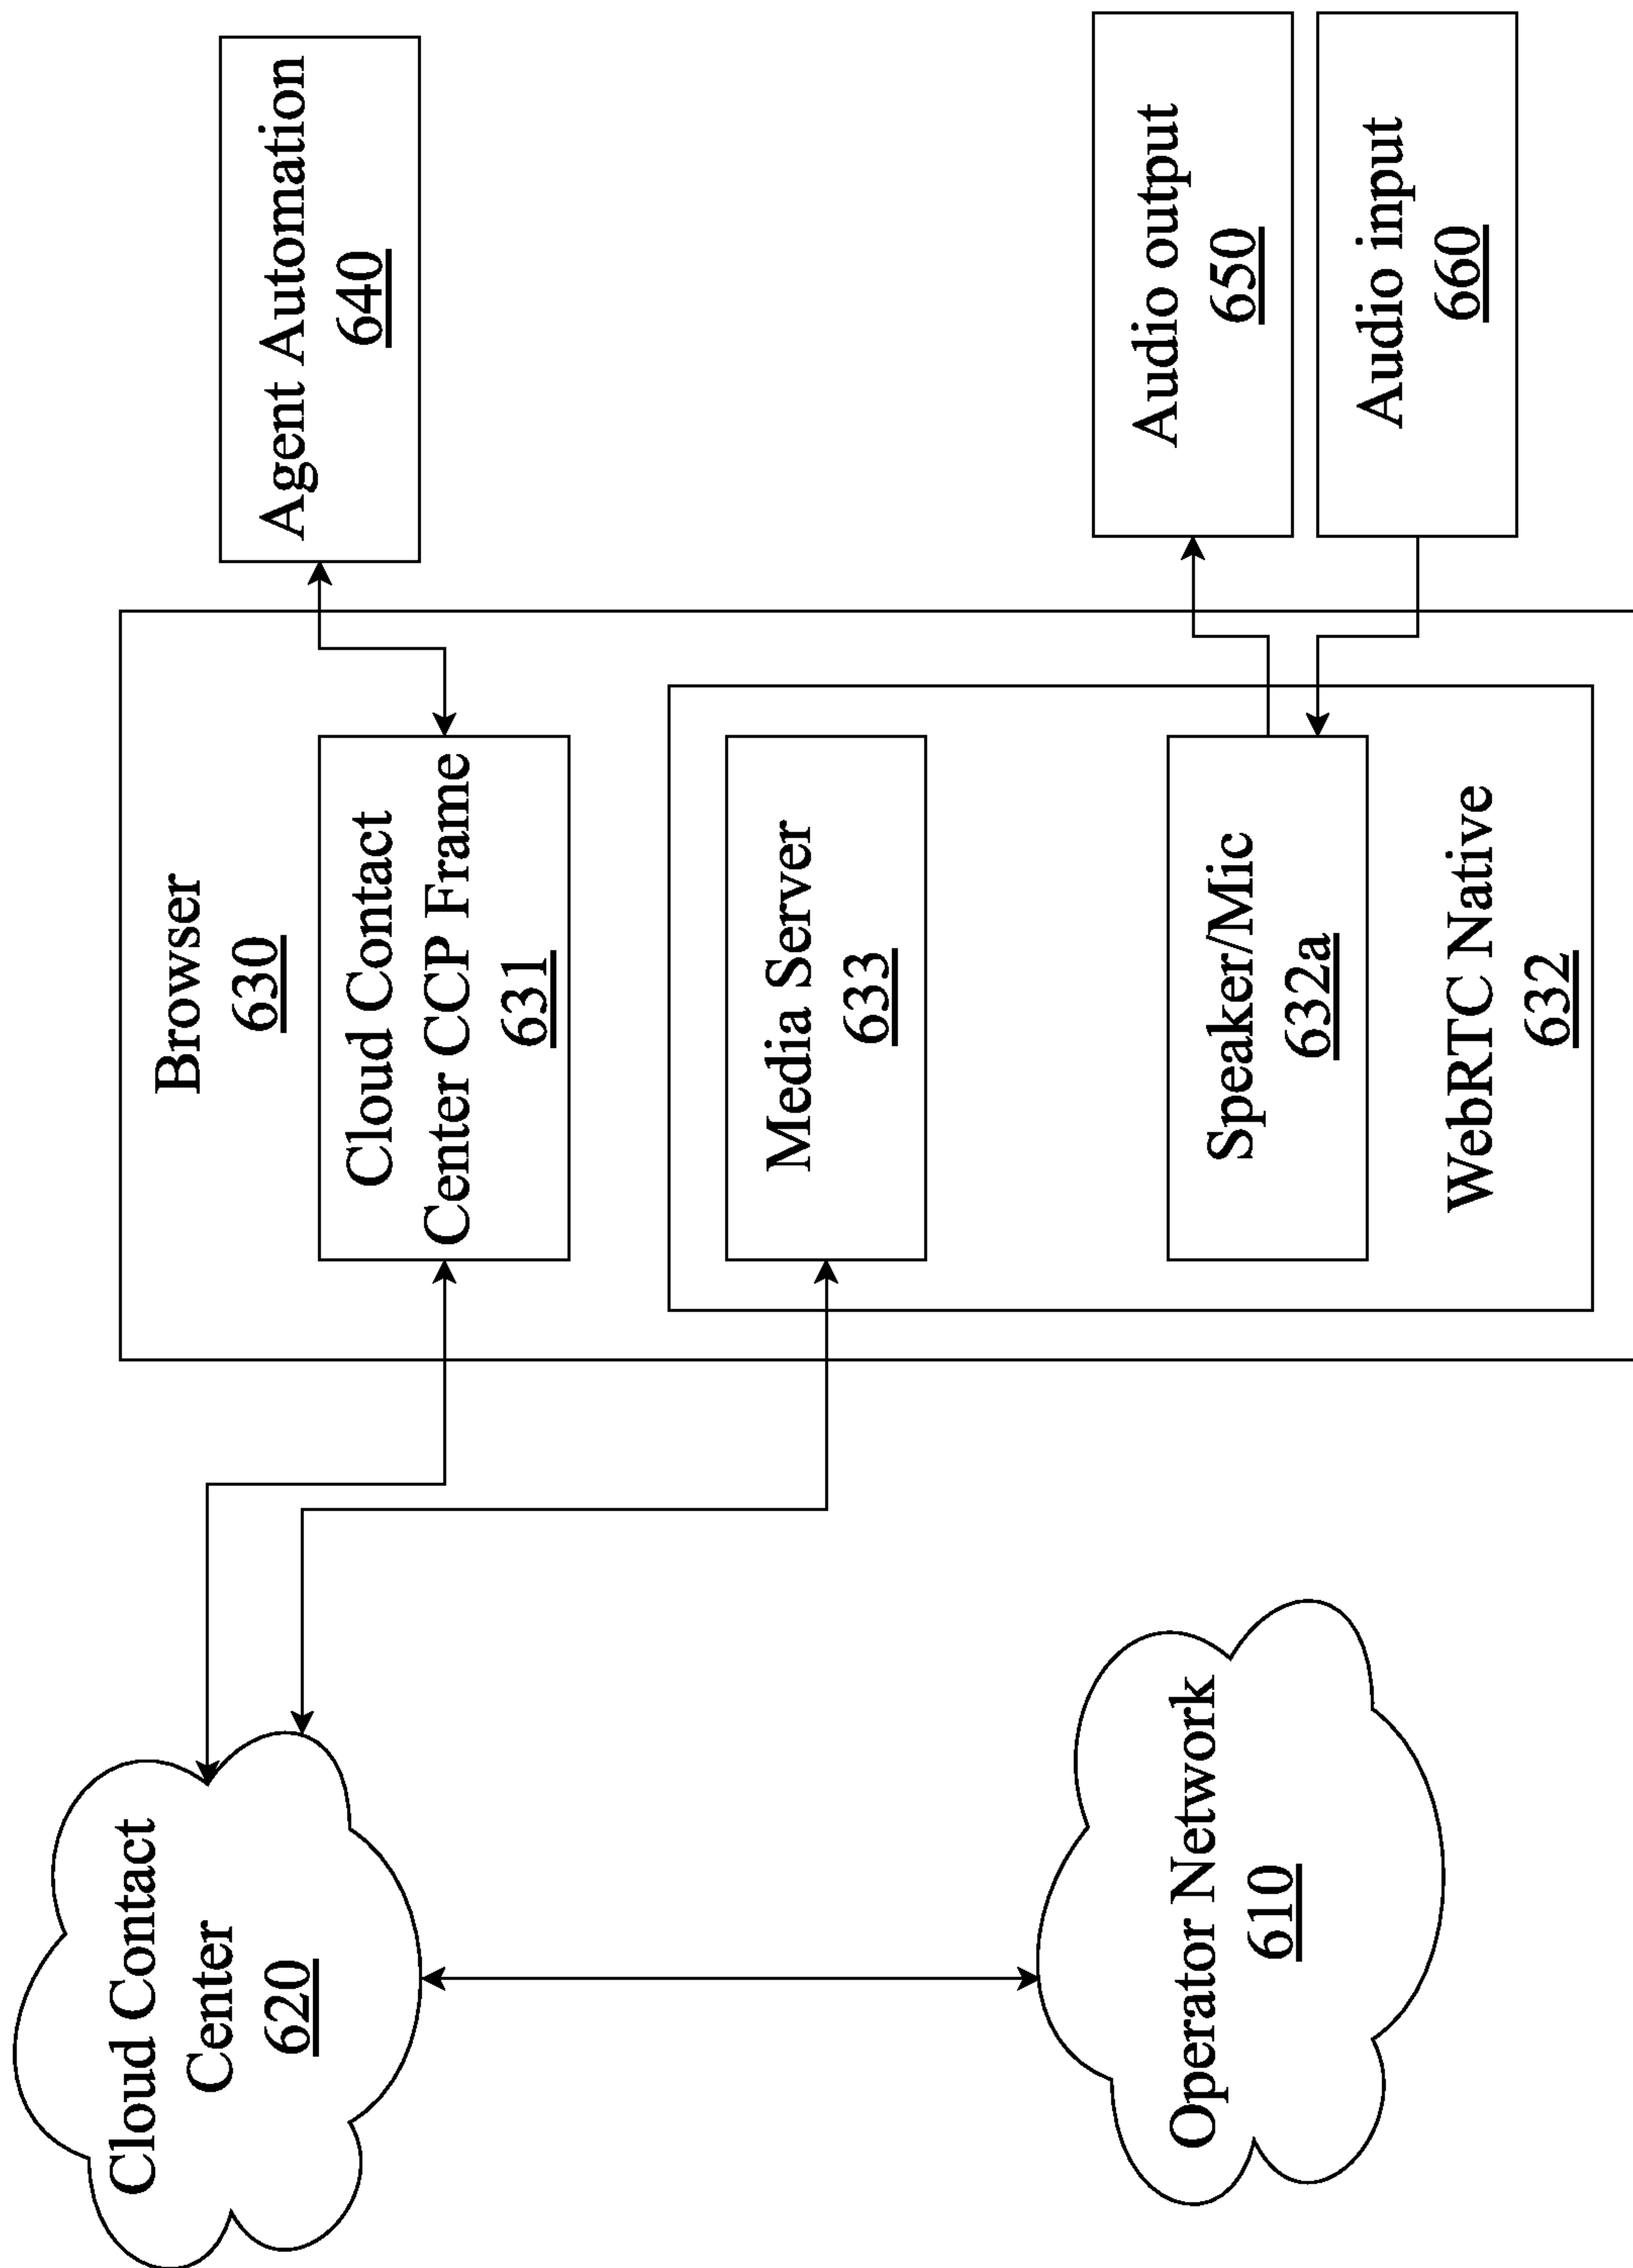 Cloud Contact
Center
620
Operator Network
610
Browser
630
Cloud Contact
Center CCP Frame
631
Media Server
633
Speaker/Mic
632a
WebRTC Native
632
Agent Automation
640
Audio output
650
Audio input
660